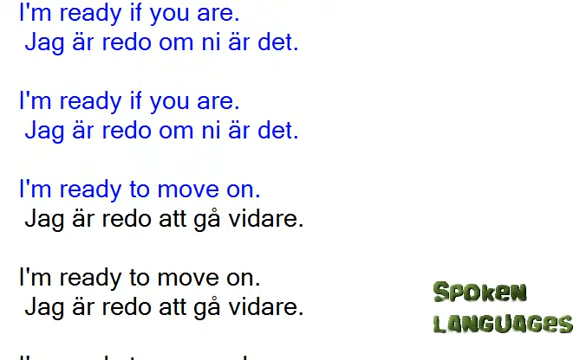 I'm ready if you are.
Jag är redo om ni är det.
I'm ready if you are.
Jag är redo om ni är det.
I'm ready to move on.
Jag är redo att gå vidare.
I'm ready to move on.
Jag är redo att gå vidare.
Spoken
Languages